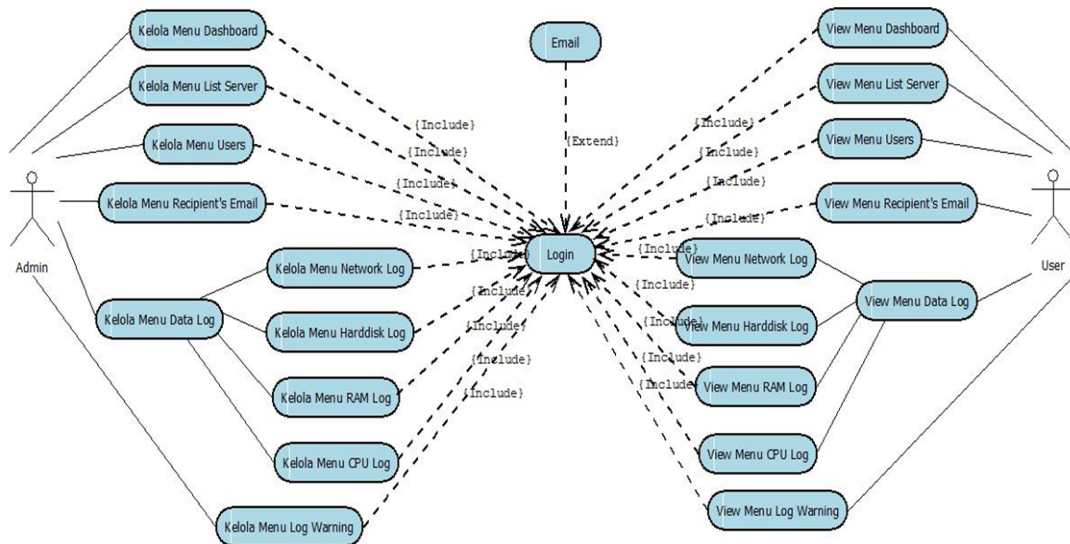 Kelola Menu Dashboard
Email
View Menu Dashboard
Kelola Menu List Server
View Menu List Server
{Include}
{Include}
Kelola Menu Users
{Extend}
View Menu Users
{Include}
{Include}
{Include}
{Include}
Kelola Menu Recipient's Email
View Menu Recipient's Email
{Include}
{Include}
Admin
User
Kelola Menu Network Log
{Include}
Login
{Include}
View Menu Network Log
{Include}
{Include}
Kelola Menu Data Log
View Menu Data Log
Kelola Menu Harddisk Log
{Include}
{Include}
View Menu Harddisk Log
{Include}
{Include}
Kelola Menu RAM Log
{Include}
{Include}
View Menu RAM Log
Kelola Menu CPU Log
View Menu CPU Log
Kelola Menu Log Warning
View Menu Log Warning